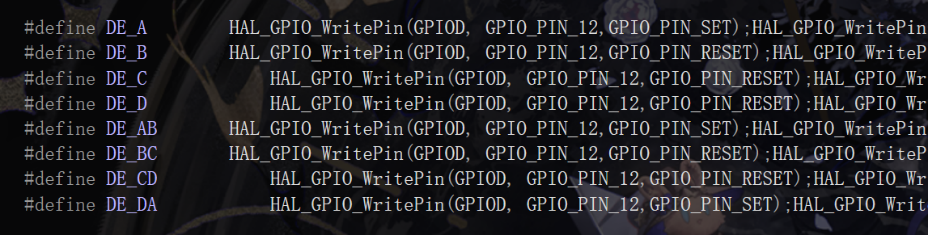 #define DE_A HAL_GPIO_WritePin(GPIOD, GPIO_PIN_12,GPIO_PIN_SET);HAL_GPIO_WritePin
#define DE_B HAL_GPIO_WritePin(GPIOD, GPIO_PIN_12,GPIO_PIN_RESET);HAL_GPIO_WriteP
#define DE_C HAL_GPIO_WritePin(GPIOD, GPIO_PIN_12,GPIO_PIN_RESET);HAL_GPIO_Wr
#define DE_D HAL_GPIO_WritePin(GPIOD, GPIO_PIN_12,GPIO_PIN_RESET);HAL_GPIO_Wr
#define DE_AB HAL_GPIO_WritePin(GPIOD, GPIO_PIN_12,GPIO_PIN_SET);HAL_GPIO_WritePin
#define DE_BC HAL_GPIO_WritePin(GPIOD, GPIO_PIN_12,GPIO_PIN_RESET);HAL_GPIO_WriteP
#define DE_CD HAL_GPIO_WritePin(GPIOD, GPIO_PIN_12,GPIO_PIN_RESET);HAL_GPIO_Wr
#define DE_DA HAL_GPIO_WritePin(GPIOD, GPIO_PIN_12,GPIO_PIN_SET);HAL_GPIO_Writ